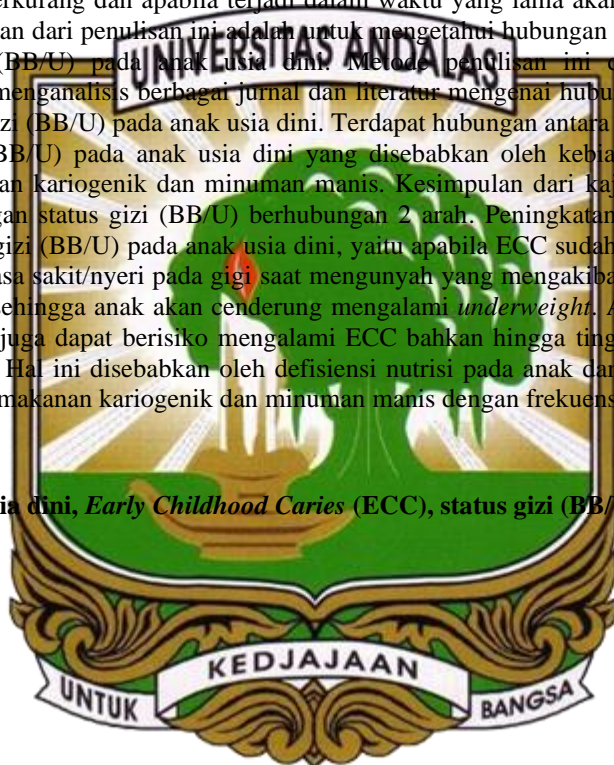 erkurang dan apabila terjadi dalam waktu yang lama akan
an dari penulisan ini adalah untuk mengetahui hubungan
(BB/U) pada anak usia dini. Metode penulisan ini
UNIVERSITAS ANDALAS
menganalisis berbagai jurnal dan literatur mengenai hubu
zi (BB/U) pada anak usia dini. Terdapat hubungan antara
BB/U) pada anak usia dini yang disebabkan oleh kebia
an kariogenik dan minuman manis. Kesimpulan dari kaj
gan status gizi (BB/U) berhubungan 2 arah. Peningkatan
gizi (BB/U) pada anak usia dini, yaitu apabila ECC sudah
asa sakit/nyeri pada gigi saat mengunyah yang mengakiba
sehingga anak akan cenderung mengalami underweight. A
juga dapat berisiko mengalami ECC bahkan hingga ting
Hal ini disebabkan oleh defisiensi nutrisi pada anak dan
makanan kariogenik dan minuman manis dengan frekuens
ia dini, Early Childhood Caries (ECC), status gizi (BB/
KEDJAJAAN
UNTUK BANGSA